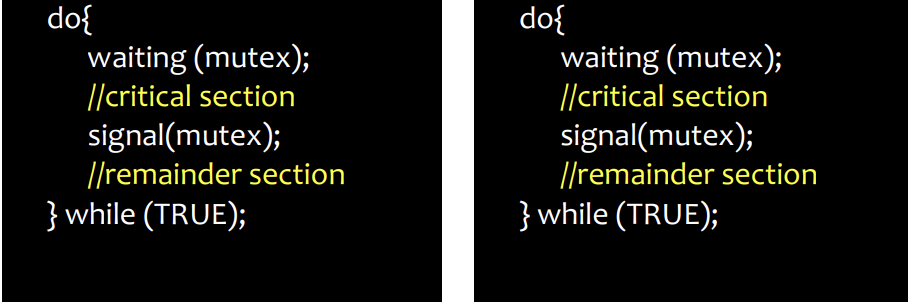 do{
waiting (mutex);
//critical section
signal(mutex);
//remainder section
} while (TRUE);
do{
waiting (mutex);
//critical section
signal(mutex);
//remainder section
} while (TRUE);